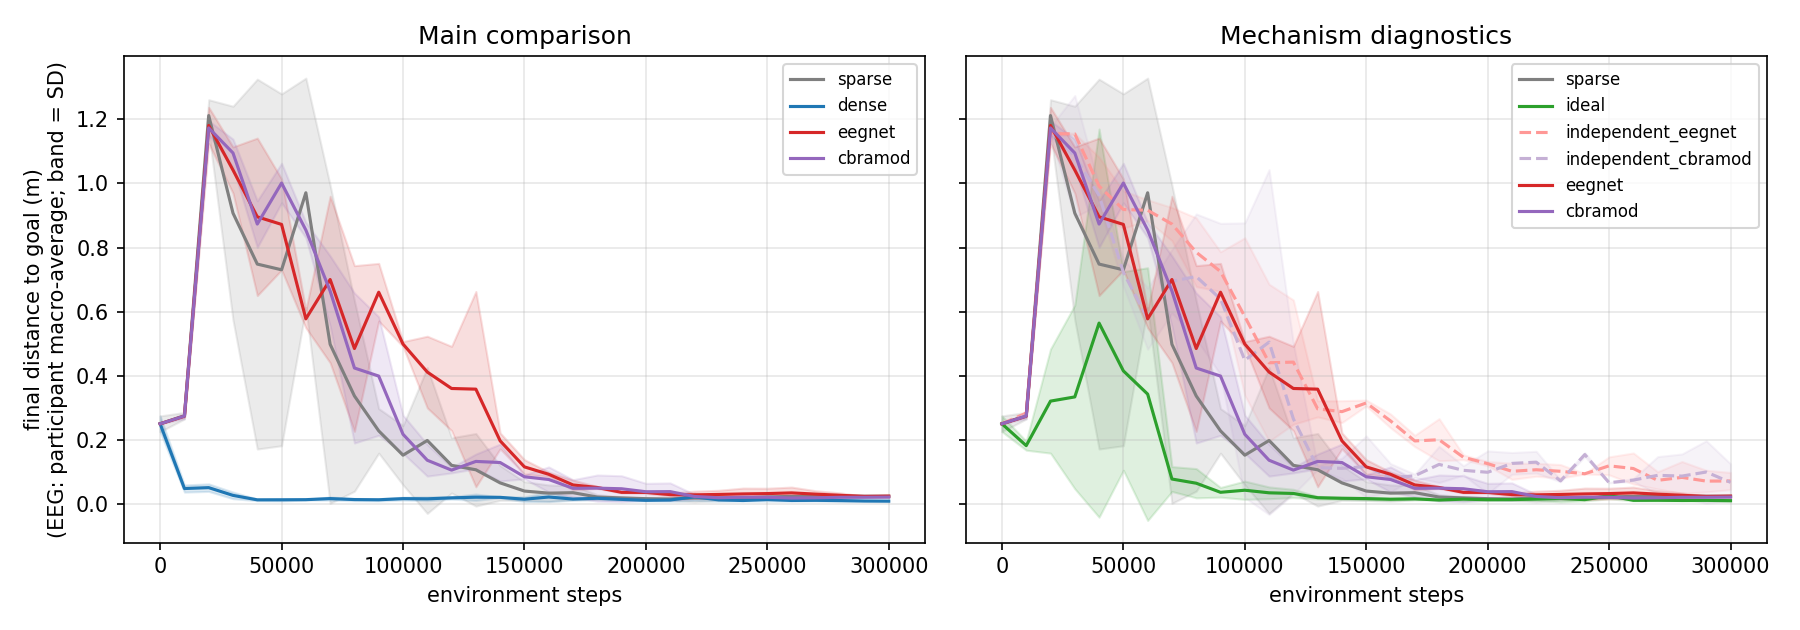 Main comparison
final distance to goal (m)
(EEG: participant macro-average; band = SD)
1.2
1.0
0.8
0.6
0.4
0.2
0.0
sparse
dense
eegnet
cbramod
0 50000 100000 150000 200000 250000 300000
environment steps
Mechanism diagnostics
sparse
ideal
independent_eegnet
independent_cbramod
eegnet
cbramod
0 50000 100000 150000 200000 250000 300000
environment steps